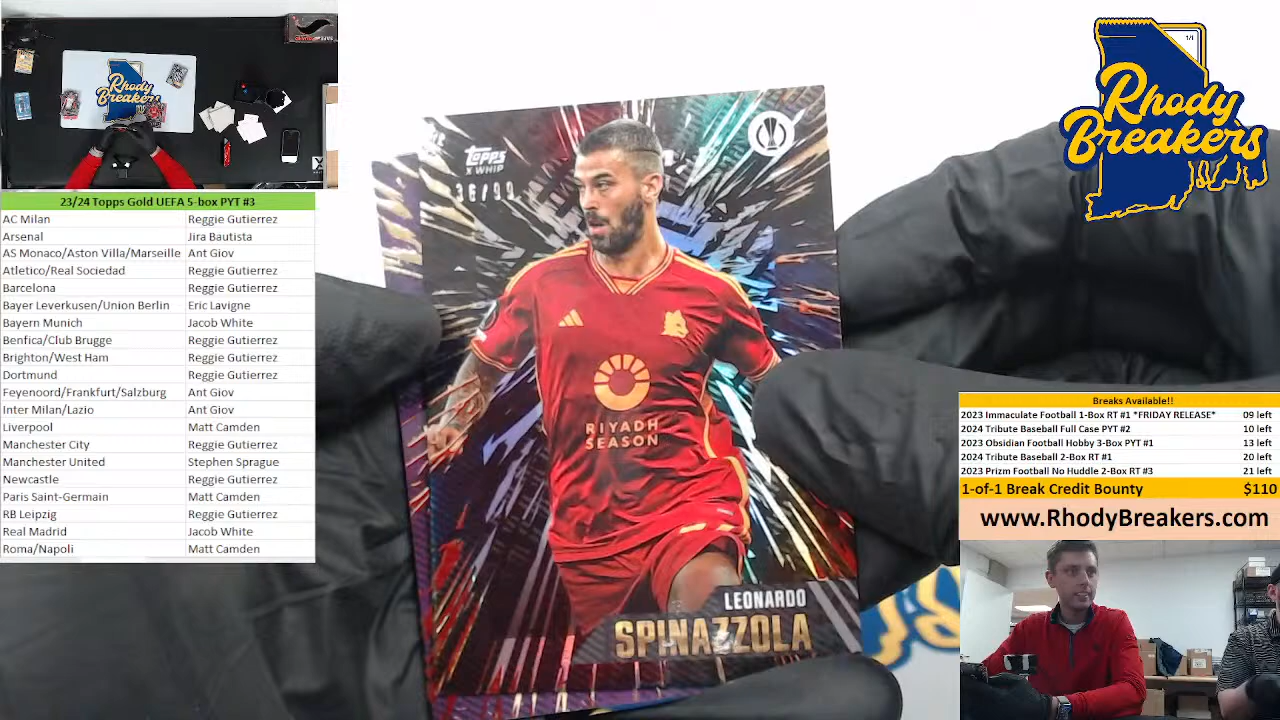 Rhody
Breakers
23/24 Topps Gold UEFA 5-box PYT #3
AC Milan Reggie Gutierrez
Arsenal Jira Bautista
AS Monaco/Aston Villa/Marseille Ant Giov
Atletico/Real Sociedad Reggie Gutierrez
Barcelona Reggie Gutierrez
Bayer Leverkusen/Union Berlin Eric Lavigne
Bayern Munich Jacob White
Benfica/Club Brugge Reggie Gutierrez
Brighton/West Ham Reggie Gutierrez
Dortmund Reggie Gutierrez
Feyenoord/Frankfurt/Salzburg Ant Giov
Inter Milan/Lazio Ant Giov
Liverpool Matt Camden
Manchester City Reggie Gutierrez
Manchester United Stephen Sprague
Newcastle Reggie Gutierrez
Paris Saint-Germain Matt Camden
RB Leipzig Reggie Gutierrez
Real Madrid Jacob White
Roma/Napoli Matt Camden
topps
X WHIP
36/99
RIYADH
SEASON
LEONARDO
SPINAZZOLA
1/1
Rhody
Breakers
Breaks Available!!
2023 Immaculate Football 1-Box RT #1 *FRIDAY RELEASE* 09 left
2024 Tribute Baseball Full Case PYT #2 10 left
2023 Obsidian Football Hobby 3-Box PYT #1 13 left
2024 Tribute Baseball 2-Box RT #1 20 left
2023 Prizm Football No Huddle 2-Box RT #3 21 left
1-of-1 Break Credit Bounty $110
www.RhodyBreakers.com